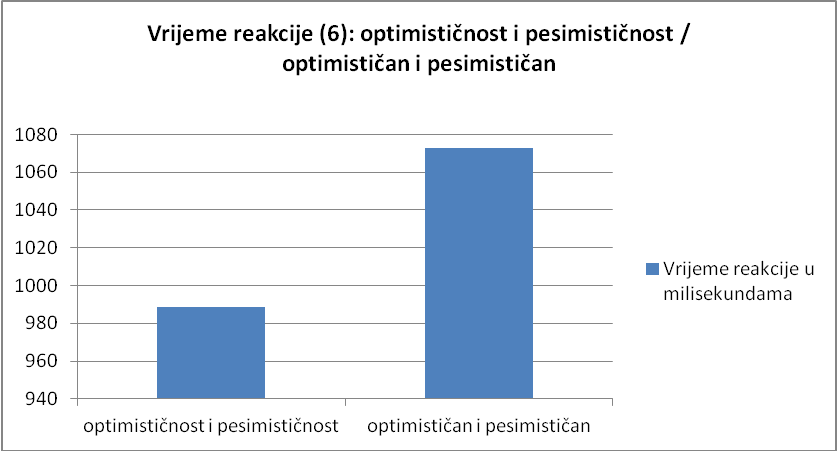 Vrijeme reakcije (6): optimističnost i pesimističnost /
optimističan i pesimističan
1080
1060
1040
1020
1000
980
960
940
optimističnost i pesimističnost
optimističan i pesimističan
Vrijeme reakcije u
milisekundama